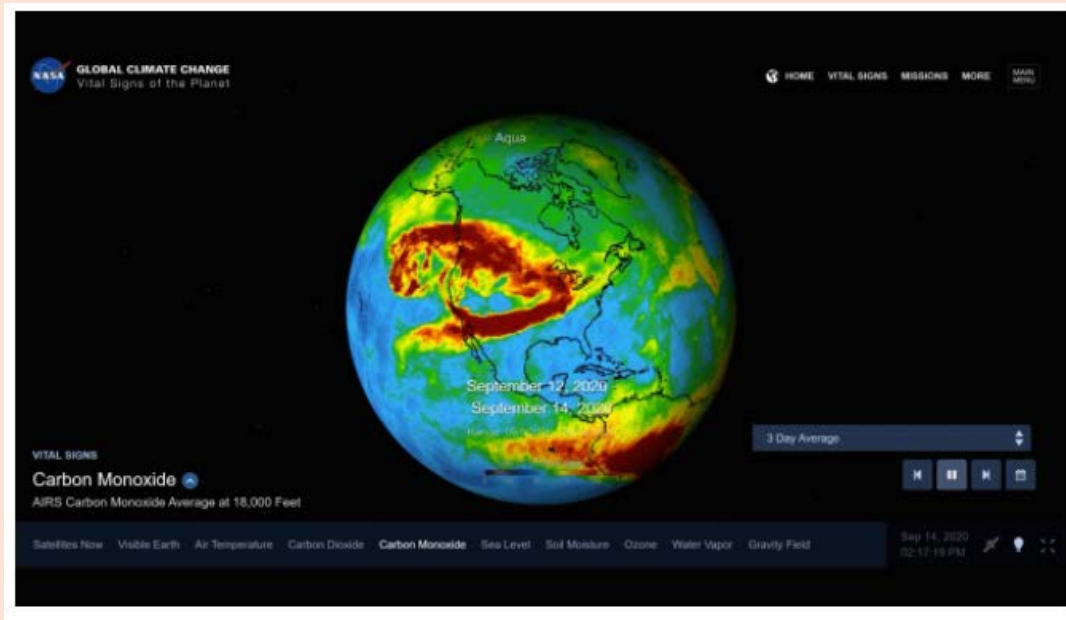 NASA
GLOBAL CLIMATE CHANGE
Vital Signs of the Planet
HOME VITAL SIGNS MISSIONS MORE MAIN MENU
Aqua
September 12, 2020
September 14, 2020
3 Day Average
VITAL SIGNS
Carbon Monoxide
AIRS Carbon Monoxide Average at 18,000 Feet
Satellites Now Visible Earth Air Temperature Carbon Dioxide Carbon Monoxide Sea Level Soil Moisture Ozone Water Vapor Gravity Field
Sep 14, 2020
02:17:19 PM